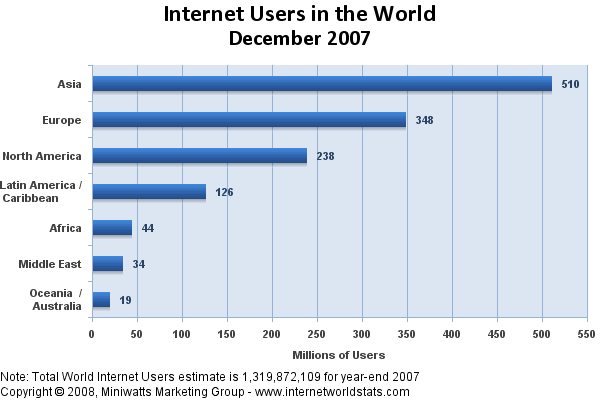 Internet Users in the World
December 2007
Asia
510
Europe
348
North America
238
Latin America /
Caribbean
126
Africa
44
Middle East
34
Oceania /
Australia
19
0 50 100 150 200 250 300 350 400 450 500 550
Millions of Users
Note: Total World Internet Users estimate is 1,319,872,109 for year-end 2007
Copyright © 2008, Miniwatts Marketing Group - www.internetworldstats.com